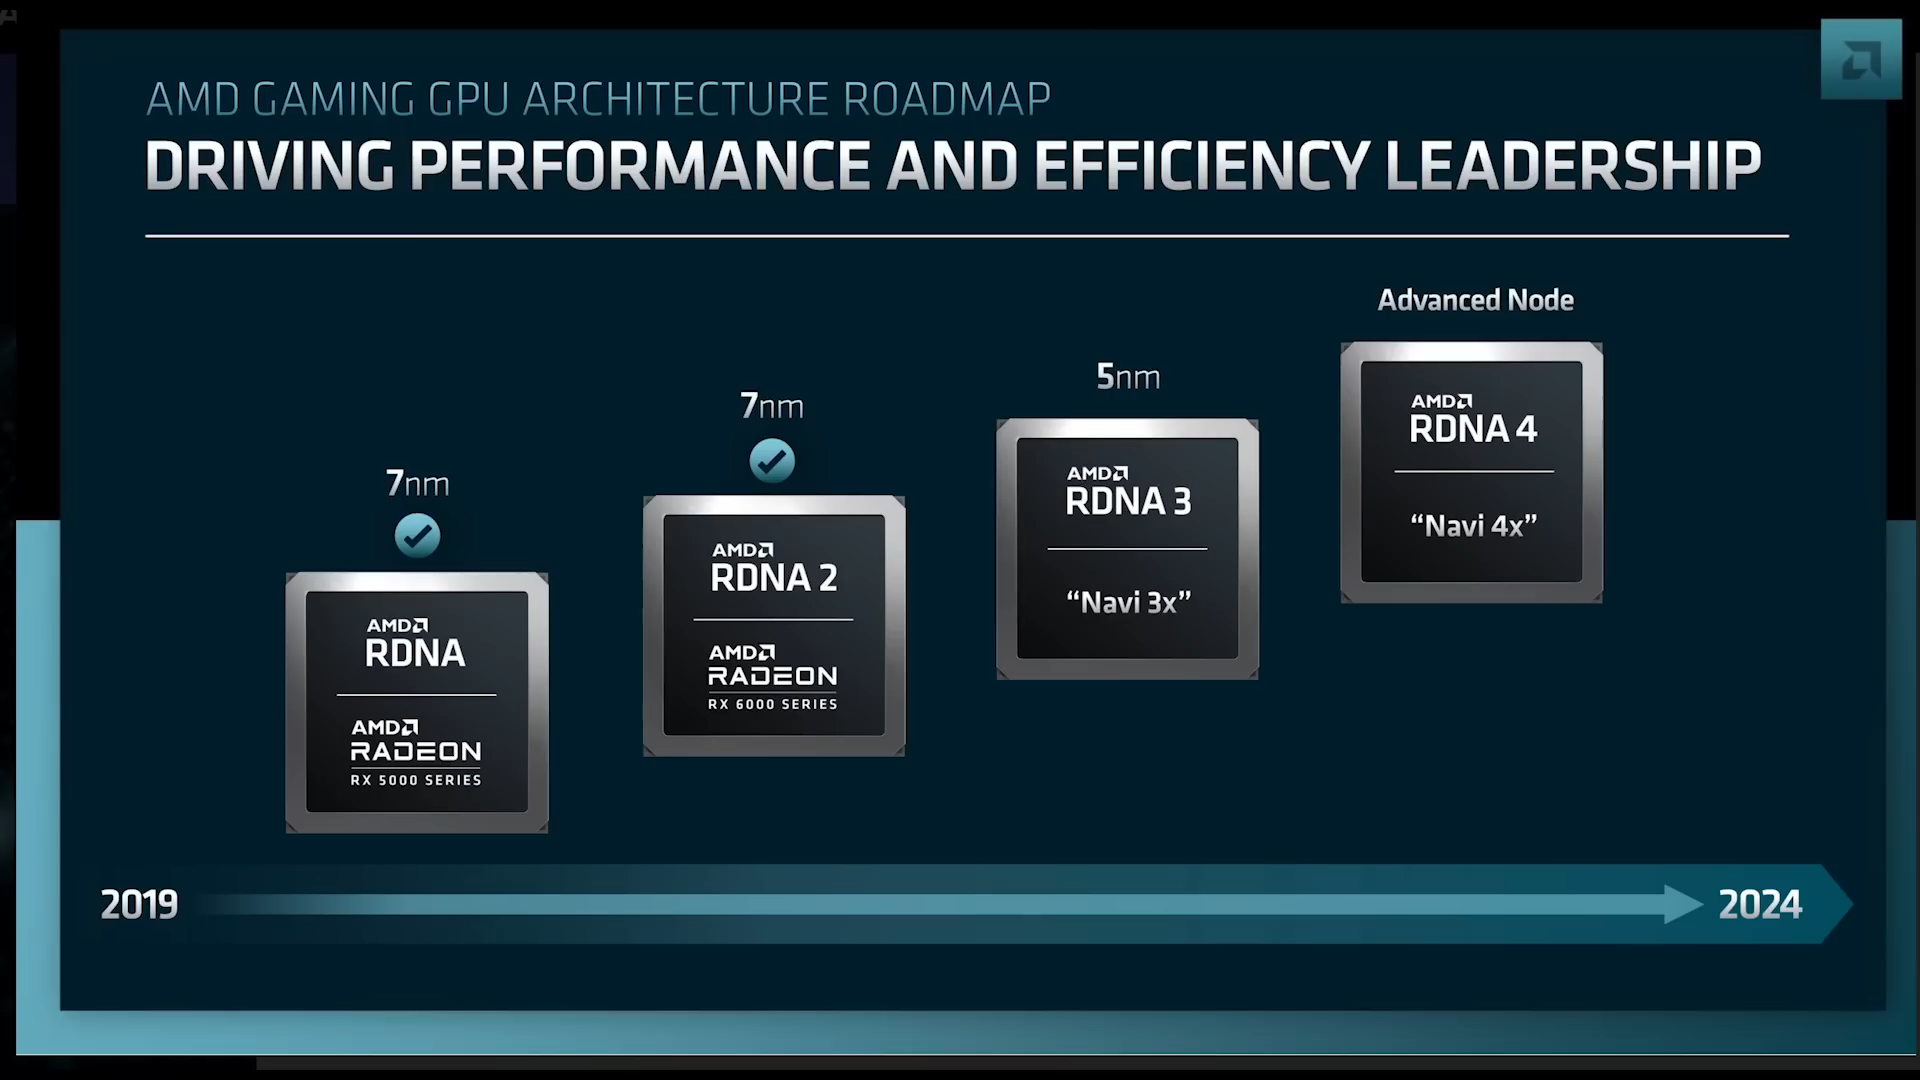 AMD GAMING GPU ARCHITECTURE ROADMAP
DRIVING PERFORMANCE AND EFFICIENCY LEADERSHIP
7nm
AMD
RDNA
AMD
RADEON
RX 5000 SERIES
7nm
AMD
RDNA 2
AMD
RADEON
RX 6000 SERIES
5nm
AMD
RDNA 3
“Navi 3x”
Advanced Node
AMD
RDNA 4
“Navi 4x”
2019
2024